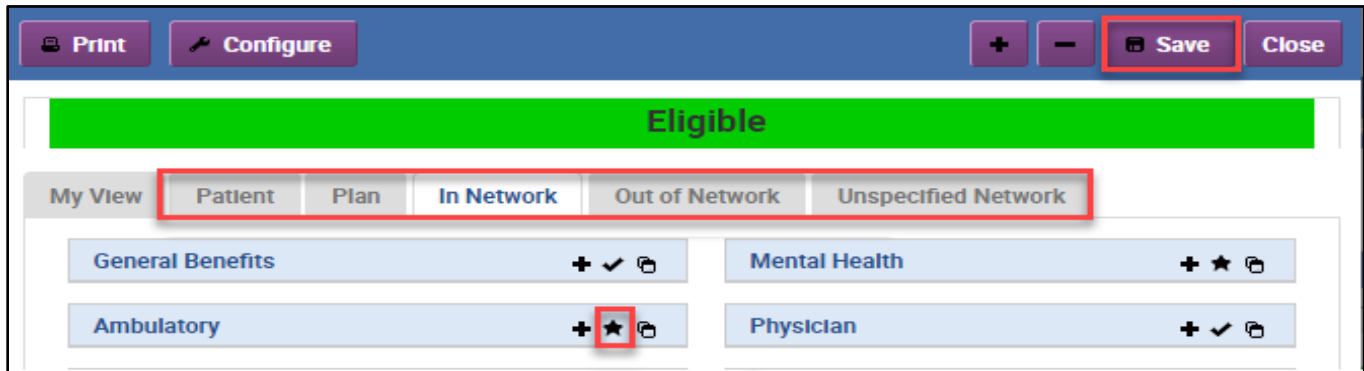 Print Configure + − Save Close
Eligible
My View Patient Plan In Network Out of Network Unspecified Network
General Benefits Mental Health
Ambulatory Physician